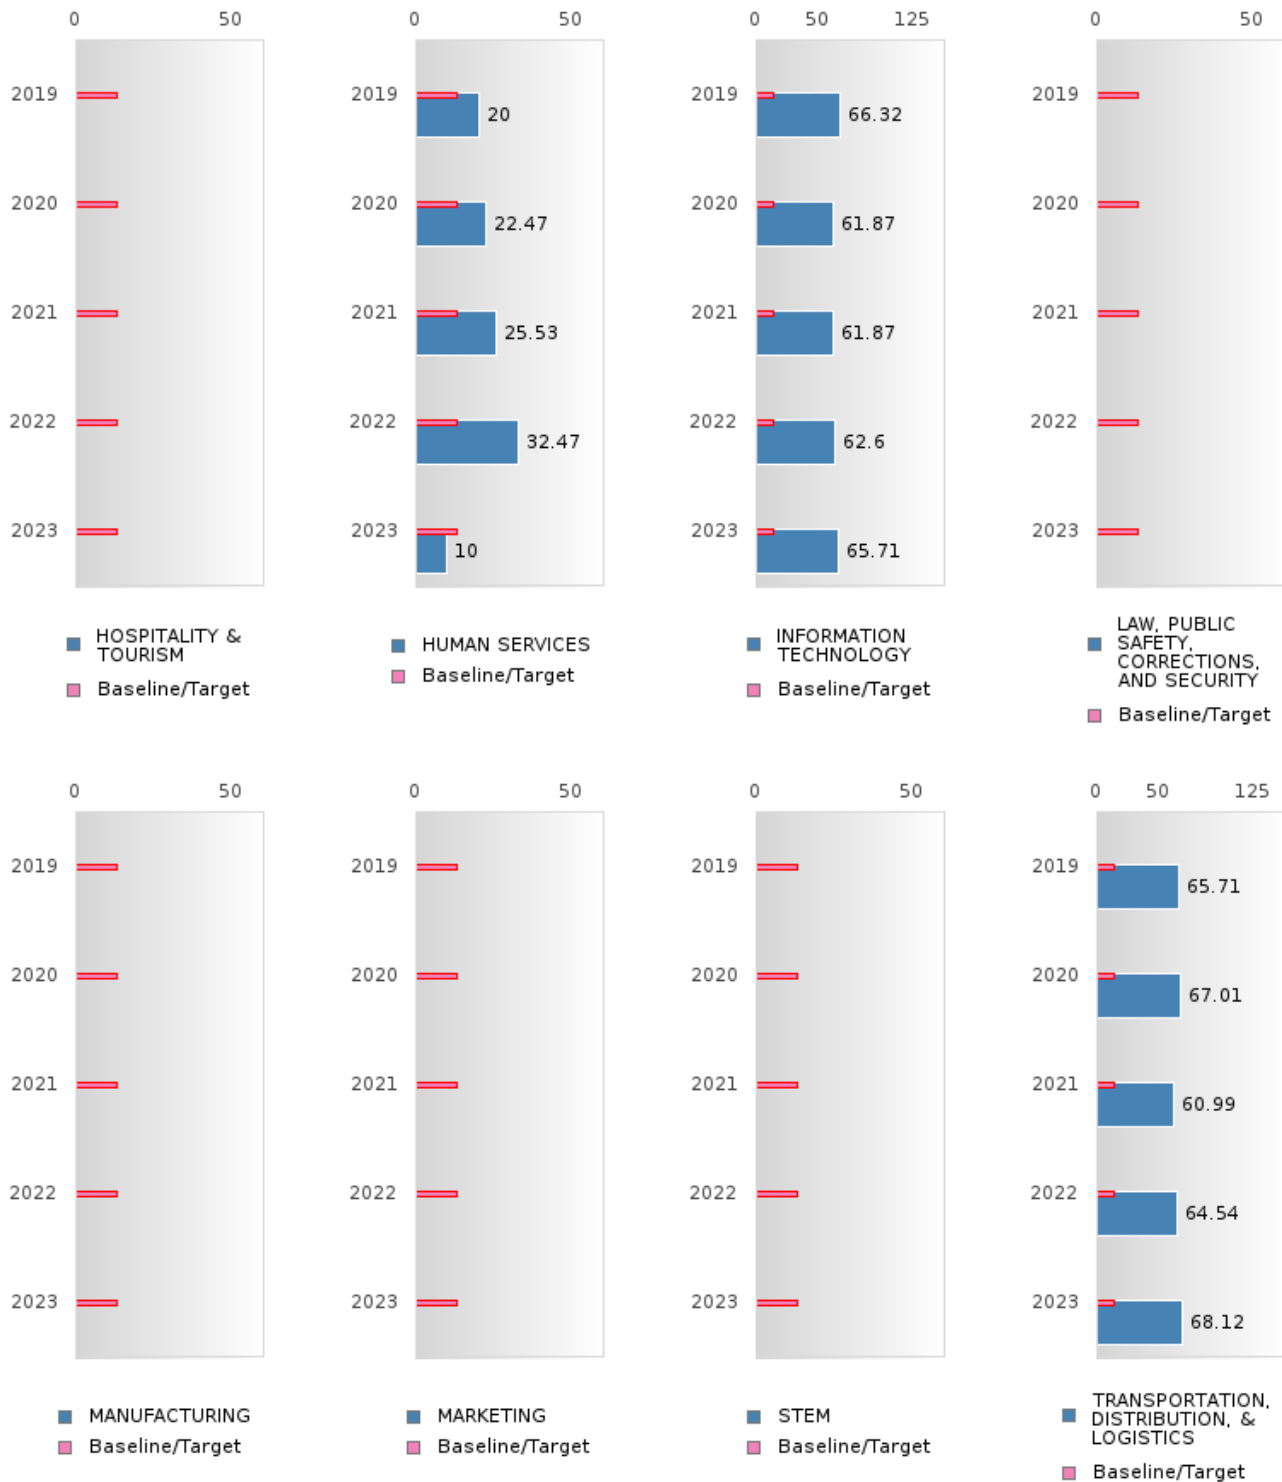 0 50
2019
2020
2021
2022
2023
HOSPITALITY &
TOURISM
Baseline/Target
0 50
2019
20
2020
22.47
2021
25.53
2022
32.47
2023
10
HUMAN SERVICES
Baseline/Target
0 50 125
2019
66.32
2020
61.87
2021
61.87
2022
62.6
2023
65.71
INFORMATION
TECHNOLOGY
Baseline/Target
0 50
2019
2020
2021
2022
2023
LAW, PUBLIC
SAFETY,
CORRECTIONS,
AND SECURITY
Baseline/Target
0 50
2019
2020
2021
2022
2023
MANUFACTURING
Baseline/Target
0 50
2019
2020
2021
2022
2023
MARKETING
Baseline/Target
0 50
2019
2020
2021
2022
2023
STEM
Baseline/Target
0 50 125
2019
65.71
2020
67.01
2021
60.99
2022
64.54
2023
68.12
TRANSPORTATION,
DISTRIBUTION, &
LOGISTICS
Baseline/Target